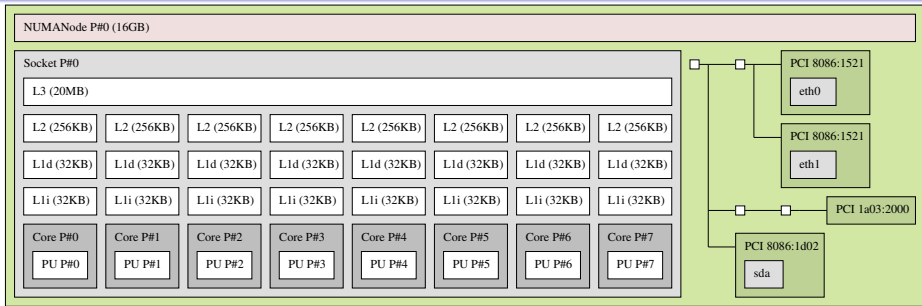 NUMANode P#0 (16GB)
Socket P#0
L3 (20MB)
L2 (256KB) L2 (256KB) L2 (256KB) L2 (256KB) L2 (256KB) L2 (256KB) L2 (256KB) L2 (256KB)
L1d (32KB) L1d (32KB) L1d (32KB) L1d (32KB) L1d (32KB) L1d (32KB) L1d (32KB) L1d (32KB)
L1i (32KB) L1i (32KB) L1i (32KB) L1i (32KB) L1i (32KB) L1i (32KB) L1i (32KB) L1i (32KB)
Core P#0 Core P#1 Core P#2 Core P#3 Core P#4 Core P#5 Core P#6 Core P#7
PU P#0 PU P#1 PU P#2 PU P#3 PU P#4 PU P#5 PU P#6 PU P#7
PCI 8086:1521
eth0
PCI 8086:1521
eth1
PCI 1a03:2000
PCI 8086:1d02
sda